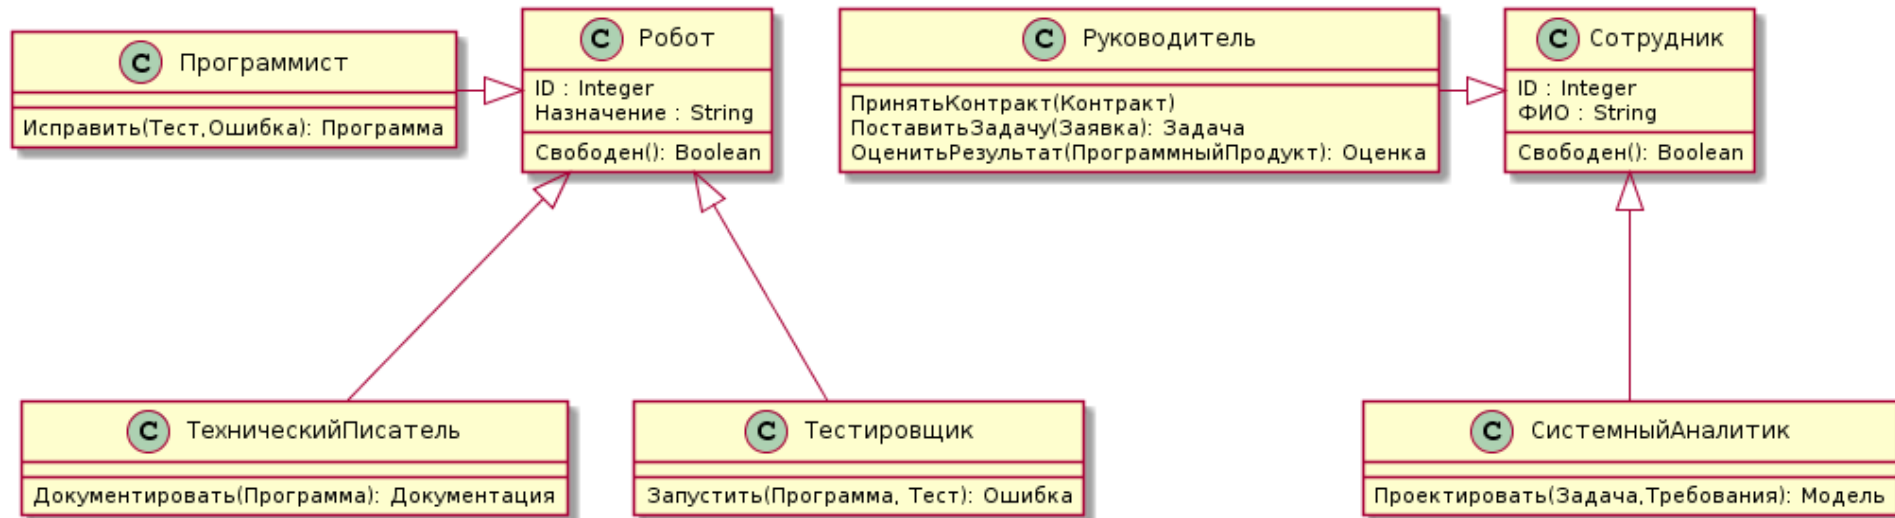 C Программист
Исправить(Тест,Ошибка): Программа
C Робот
ID : Integer
Назначение : String
Свободен(): Boolean
C Руководитель
ПринятьКонтракт(Контракт)
ПоставитьЗадачу(Заявка): Задача
ОценитьРезультат(ПрограммныйПродукт): Оценка
C Сотрудник
ID : Integer
ФИО : String
Свободен(): Boolean
C ТехническийПисатель
Документировать(Программа): Документация
C Тестировщик
Запустить(Программа, Тест): Ошибка
C СистемныйАналитик
Проектировать(Задача,Требования): Модель